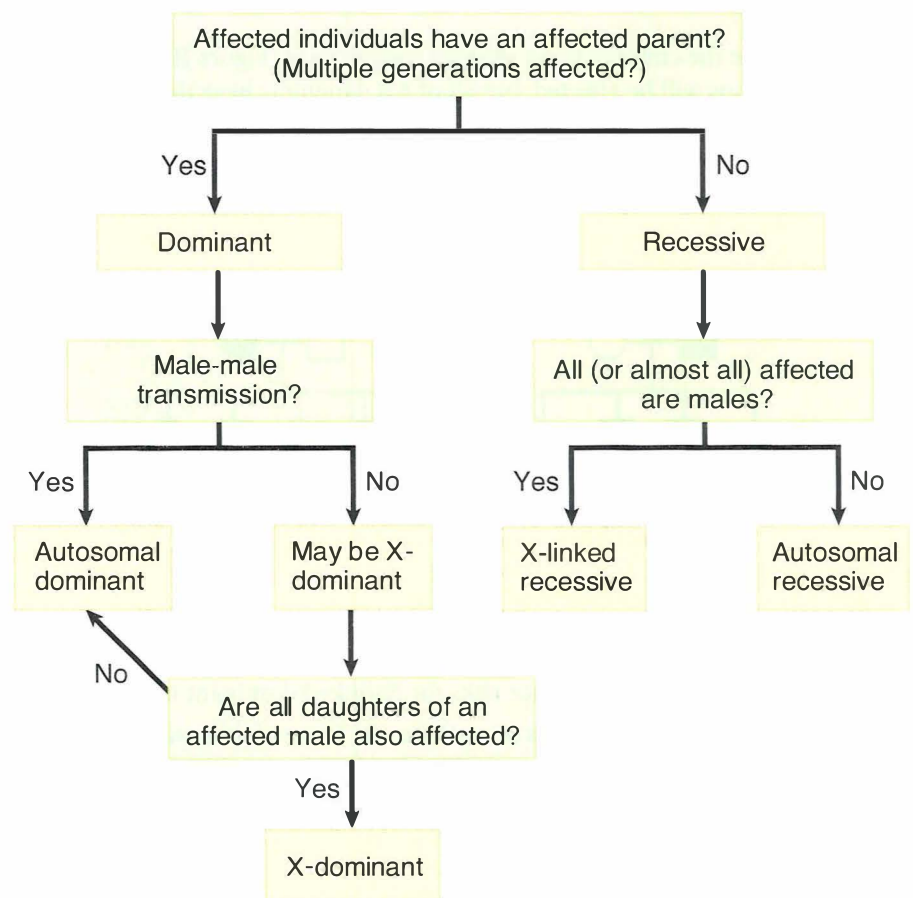 Affected individuals have an affected parent?
(Multiple generations affected?)
Yes
No
Dominant
Recessive
Male-male
transmission?
All (or almost all) affected
are males?
Yes
No
Yes
No
Autosomal
dominant
May be X-
dominant
X-linked
recessive
Autosomal
recessive
No
Are all daughters of an
affected male also affected?
Yes
X-dominant